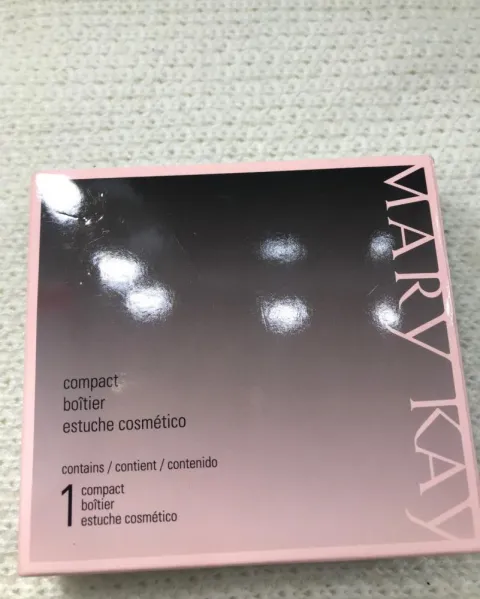 MARY KAY
compact
boîtier
estuche cosmético
contains / contient / contenido
1 compact
boîtier
estuche cosmético